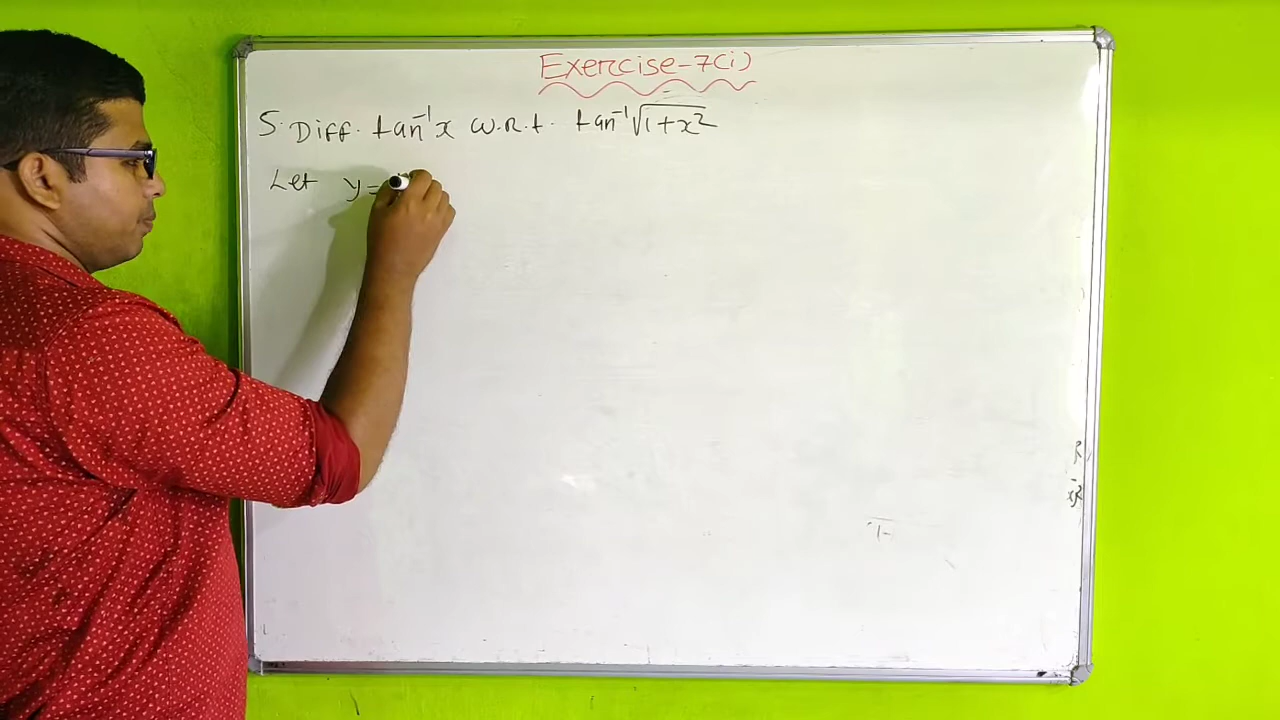 Exercise-7(i)
5. Diff. tan⁻¹x w.R.t. tan⁻¹√1+x²
Let y=
R